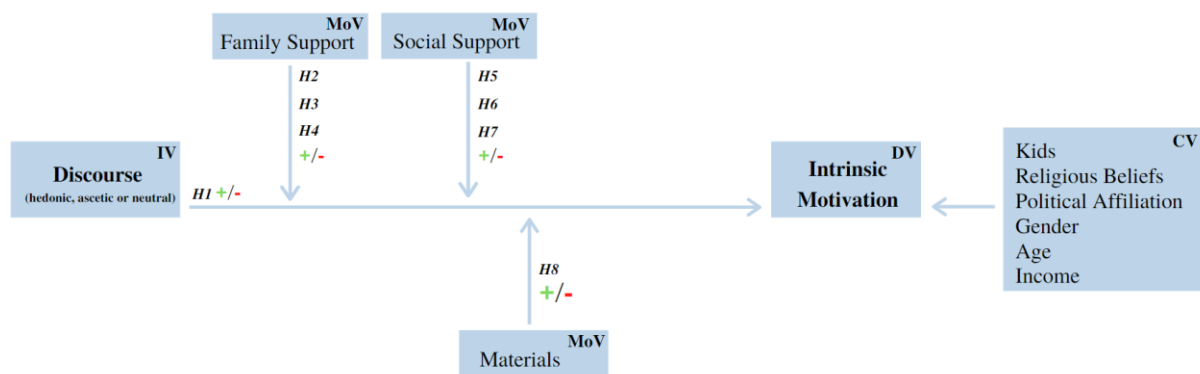 MoV
Family Support
MoV
Social Support
H2
H3
H4
+/-
H5
H6
H7
+/-
IV
Discourse
(hedonic, ascetic or neutral)
H1 +/-
DV
Intrinsic
Motivation
CV
Kids
Religious Beliefs
Political Affiliation
Gender
Age
Income
H8
+/-
MoV
Materials